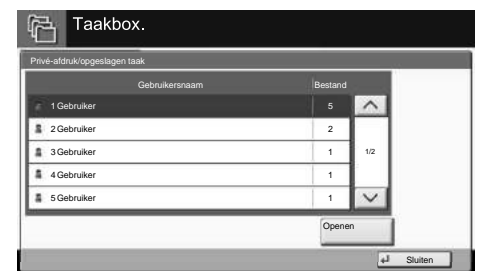 Taakbox.
Privé-afdruk/opgeslagen taak
Gebruikersnaam Bestand
1 Gebruiker 5
2 Gebruiker 2
3 Gebruiker 1 1/2
4 Gebruiker 1
5 Gebruiker 1
Openen
Sluiten